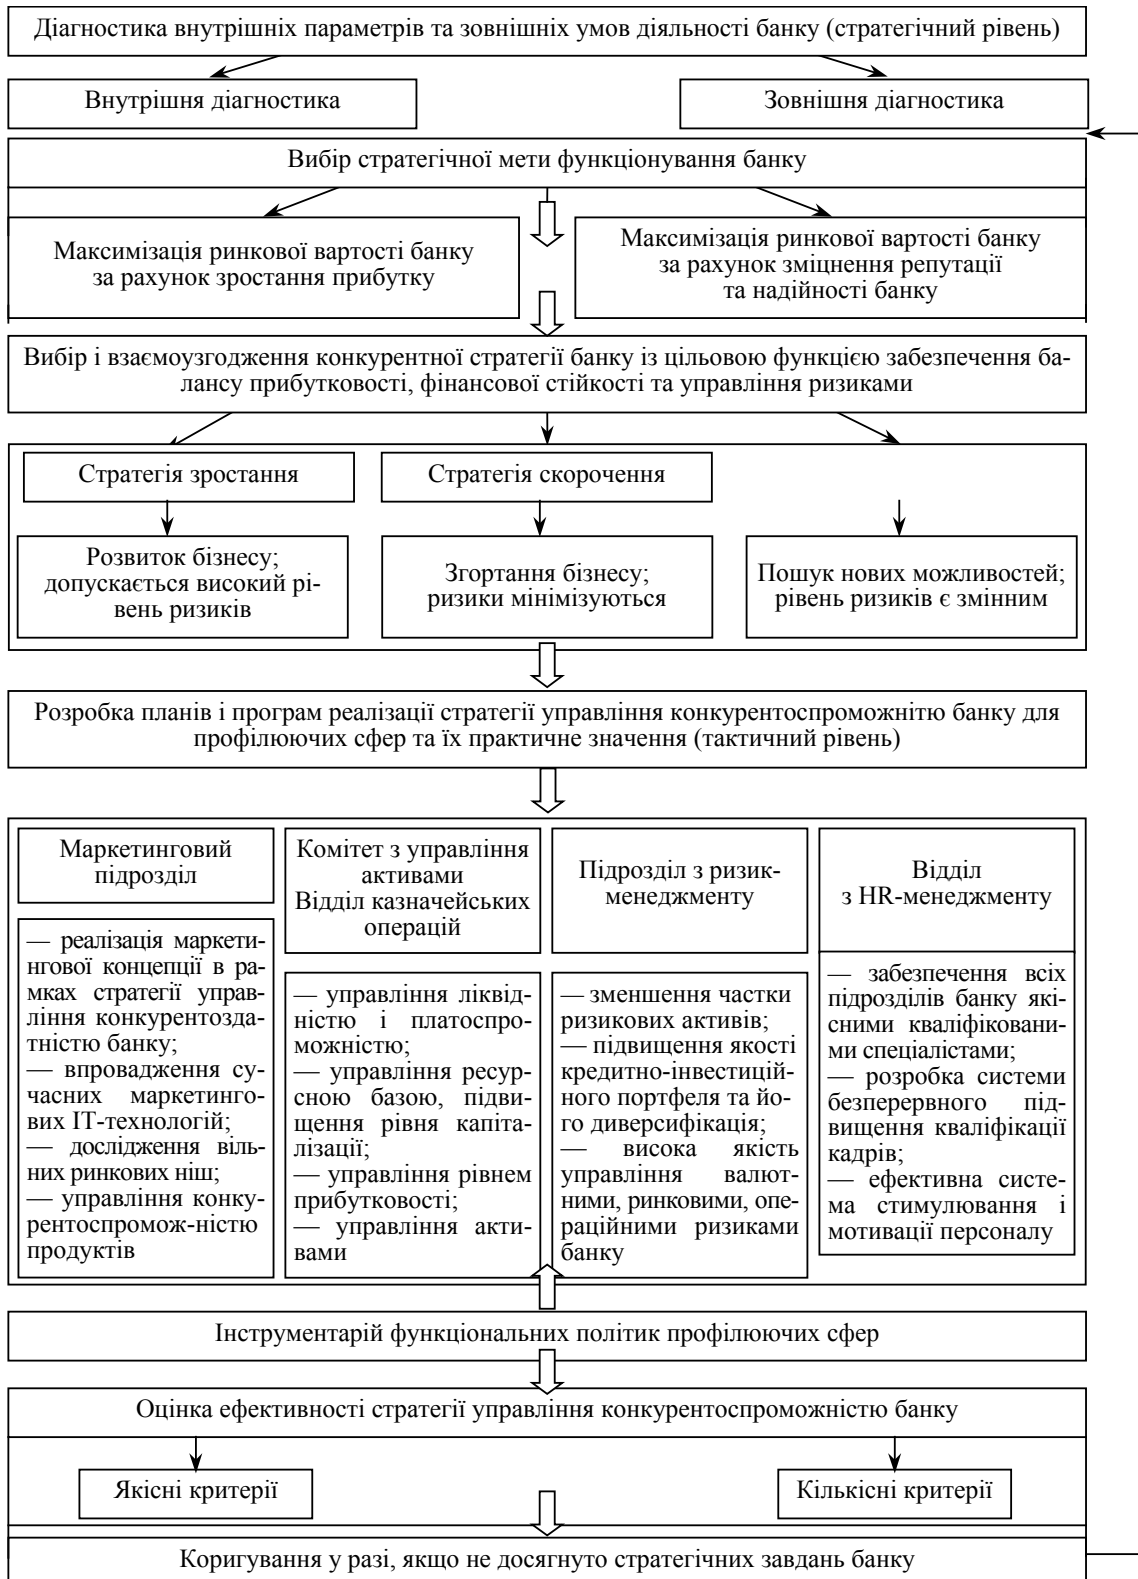 Діагностика внутрішніх параметрів та зовнішніх умов діяльності банку (стратегічний рівень)
Внутрішня діагностика
Зовнішня діагностика
Вибір стратегічної мети функціонування банку
Максимізація ринкової вартості банку
за рахунок зростання прибутку
Максимізація ринкової вартості банку
за рахунок зміцнення репутації
та надійності банку
Вибір і взаємоузгодження конкурентної стратегії банку із цільовою функцією забезпечення ба-
лансу прибутковості, фінансової стійкості та управління ризиками
Стратегія зростання
Стратегія скорочення
Розвиток бізнесу;
допускається високий рі-
вень ризиків
Згортання бізнесу;
ризики мінімізуються
Пошук нових можливостей;
рівень ризиків є змінним
Розробка планів і програм реалізації стратегії управління конкурентоспроможнітю банку для
профілюючих сфер та їх практичне значення (тактичний рівень)
Маркетинговий
підрозділ
— реалізація маркети-
нгової концепції в ра-
мках стратегії управ-
ління конкурентозда-
тністю банку;
— впровадження су-
часних маркетинго-
вих ІТ-технологій;
— дослідження віль-
них ринкових ніш;
— управління конку-
рентоспромож-ністю
продуктів
Комітет з управління
активами
Відділ казначейських
операцій
— управління ліквід-
ністю і платоспро-
можністю;
— управління ресур-
сною базою, підви-
щення рівня капіта-
лізації;
— управління рівнем
прибутковості;
— управління акти-
вами
Підрозділ з ризик-
менеджменту
— зменшення частки
ризикових активів;
— підвищення якості
кредитно-інвестицій-
ного портфеля та йо-
го диверсифікація;
— висока якість
управління валют-
ними, ринковими, опе-
раційними ризиками
банку
Відділ
з HR-менеджменту
— забезпечення всіх
підрозділів банку які-
сними кваліфіковани-
ми спеціалістами;
— розробка системи
безперервного під-
вищення кваліфікації
кадрів;
— ефективна систе-
ма стимулювання і
мотивації персоналу
Інструментарій функціональних політик профілюючих сфер
Оцінка ефективності стратегії управління конкурентоспроможністю банку
Якісні критерії
Кількісні критерії
Коригування у разі, якщо не досягнуто стратегічних завдань банку